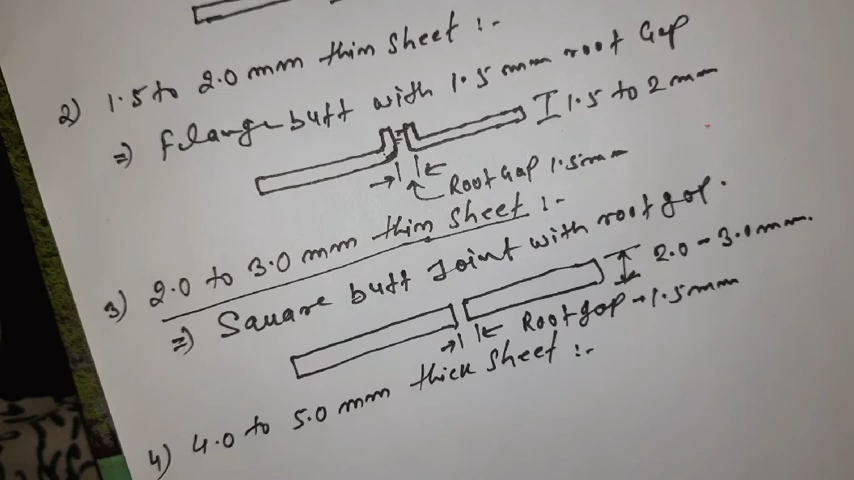 2) 1.5 to 2.0 mm thin sheet :-
⇒ Flange butt with 1.5 mm root Gap
1.5 to 2 mm
Root Gap 1.5 mm
3) 2.0 to 3.0 mm thin sheet :-
⇒ Square butt Joint with root gap.
2.0 - 3.0 mm.
Root gap → 1.5 mm
4) 4.0 to 5.0 mm thick sheet :-